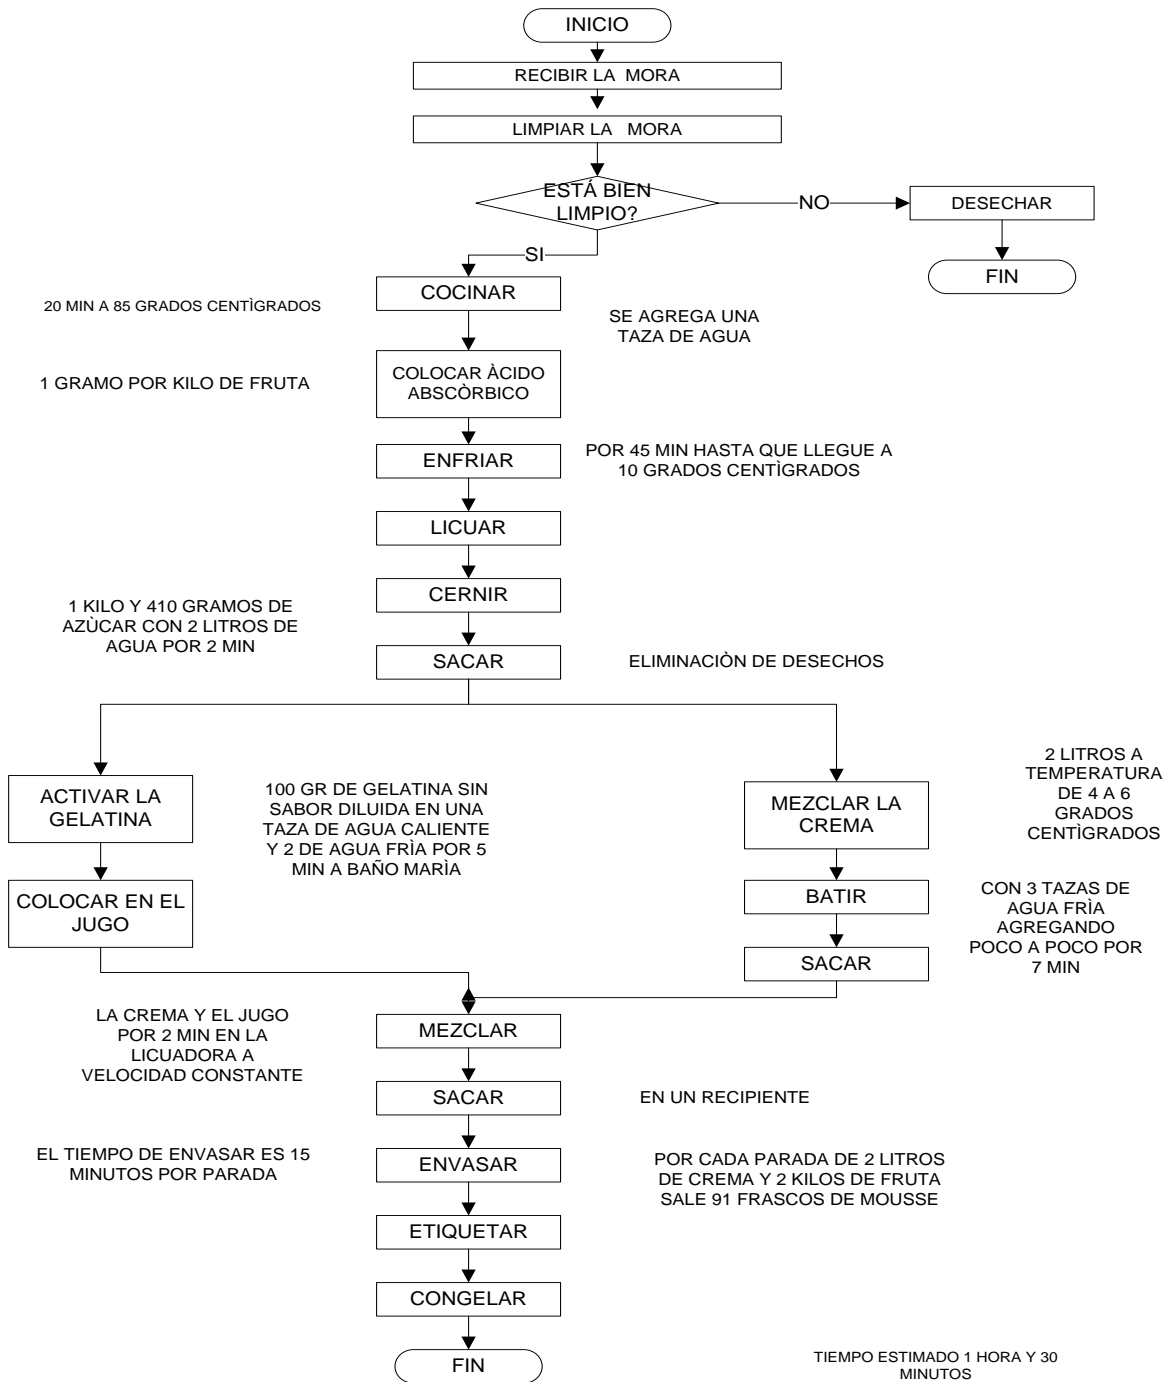 INICIO
RECIBIR LA MORA
LIMPIAR LA MORA
ESTÁ BIEN
LIMPIO?
NO
DESECHAR
FIN
SI
COCINAR
20 MIN A 85 GRADOS CENTÌGRADOS
SE AGREGA UNA
TAZA DE AGUA
COLOCAR ÀCIDO
ABSCÒRBICO
1 GRAMO POR KILO DE FRUTA
ENFRIAR
POR 45 MIN HASTA QUE LLEGUE A
10 GRADOS CENTÌGRADOS
LICUAR
CERNIR
1 KILO Y 410 GRAMOS DE
AZÙCAR CON 2 LITROS DE
AGUA POR 2 MIN
SACAR
ELIMINACIÒN DE DESECHOS
ACTIVAR LA
GELATINA
100 GR DE GELATINA SIN
SABOR DILUIDA EN UNA
TAZA DE AGUA CALIENTE
Y 2 DE AGUA FRÌA POR 5
MIN A BAÑO MARÌA
MEZCLAR LA
CREMA
2 LITROS A
TEMPERATURA
DE 4 A 6
GRADOS
CENTÌGRADOS
COLOCAR EN EL
JUGO
BATIR
CON 3 TAZAS DE
AGUA FRÌA
AGREGANDO
POCO A POCO POR
7 MIN
SACAR
LA CREMA Y EL JUGO
POR 2 MIN EN LA
LICUADORA A
VELOCIDAD CONSTANTE
MEZCLAR
SACAR
EN UN RECIPIENTE
EL TIEMPO DE ENVASAR ES 15
MINUTOS POR PARADA
ENVASAR
POR CADA PARADA DE 2 LITROS
DE CREMA Y 2 KILOS DE FRUTA
SALE 91 FRASCOS DE MOUSSE
ETIQUETAR
CONGELAR
FIN
TIEMPO ESTIMADO 1 HORA Y 30
MINUTOS